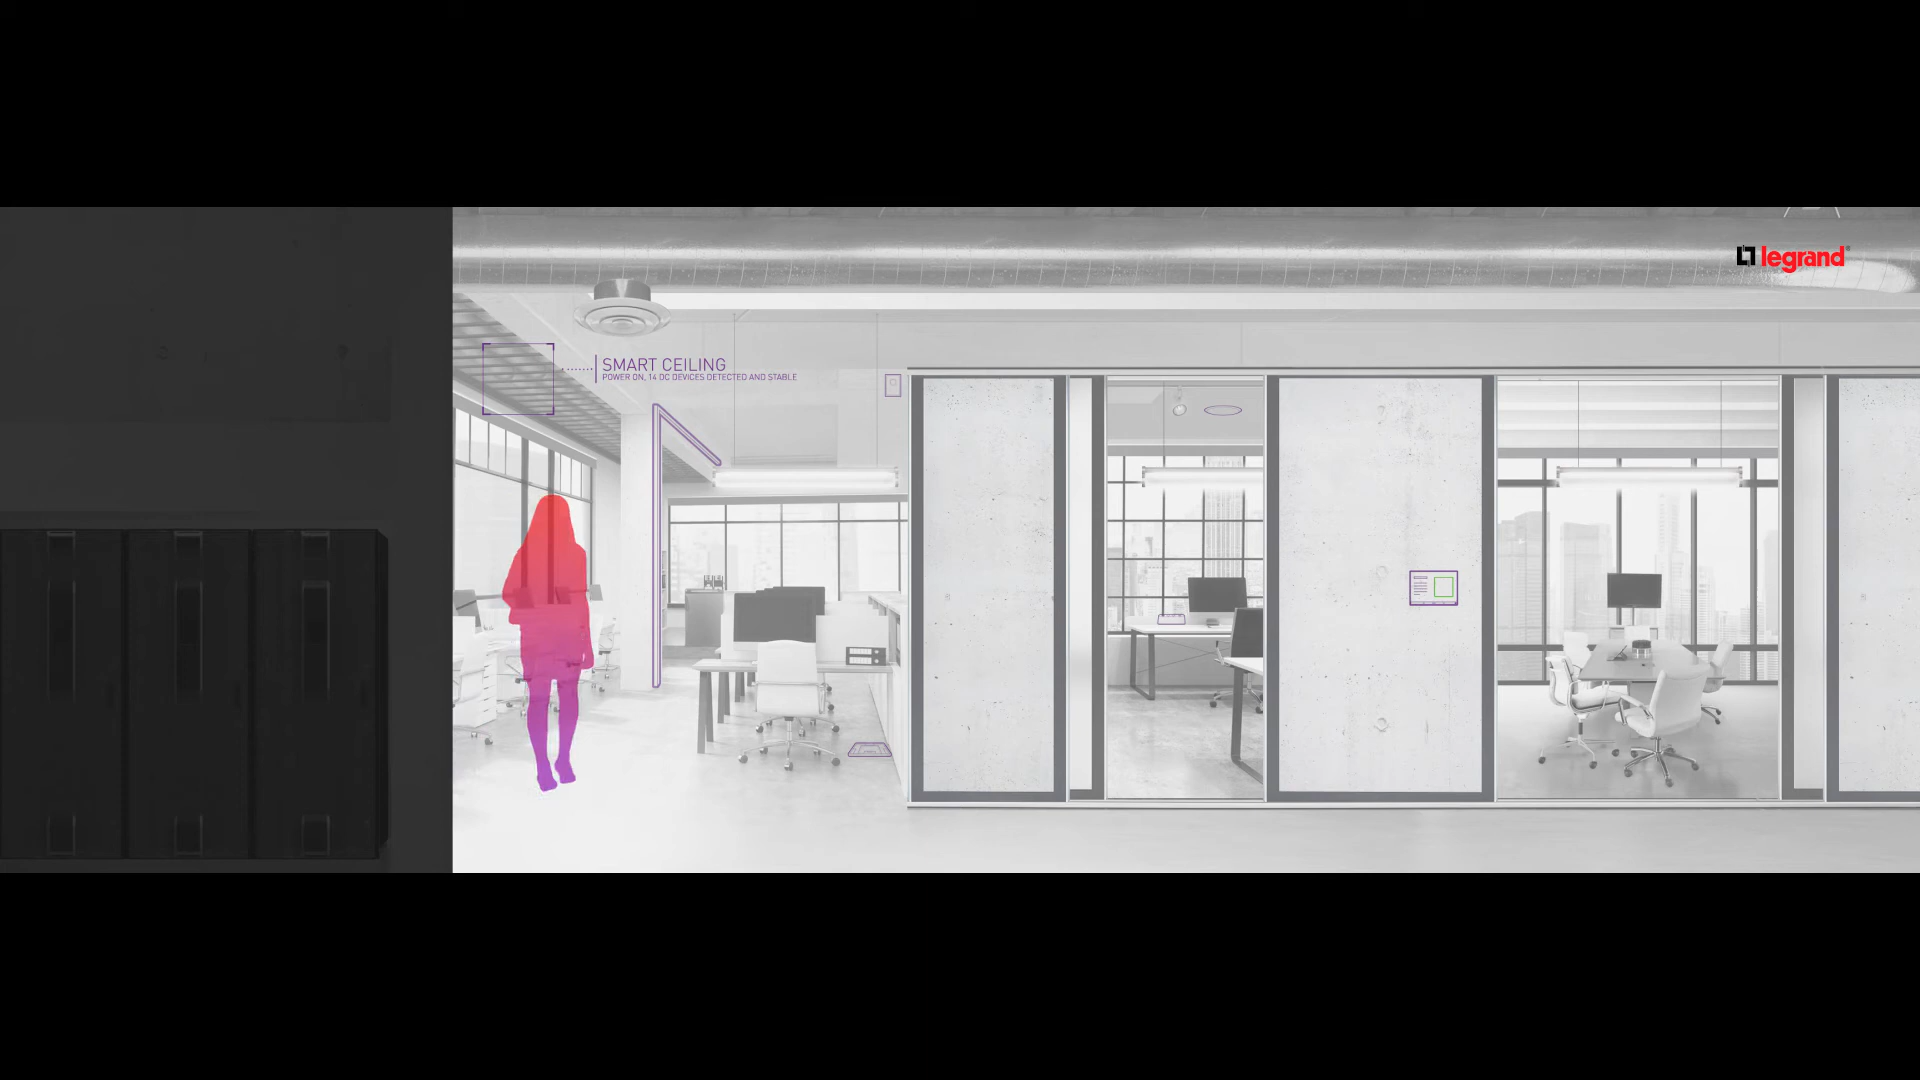 legrand®
SMART CEILING
POWER ON, 14 DC DEVICES DETECTED AND STABLE